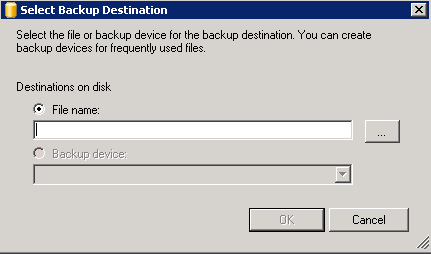 Select Backup Destination
Select the file or backup device for the backup destination. You can create
backup devices for frequently used files.
Destinations on disk
File name:
...
Backup device:
OK
Cancel